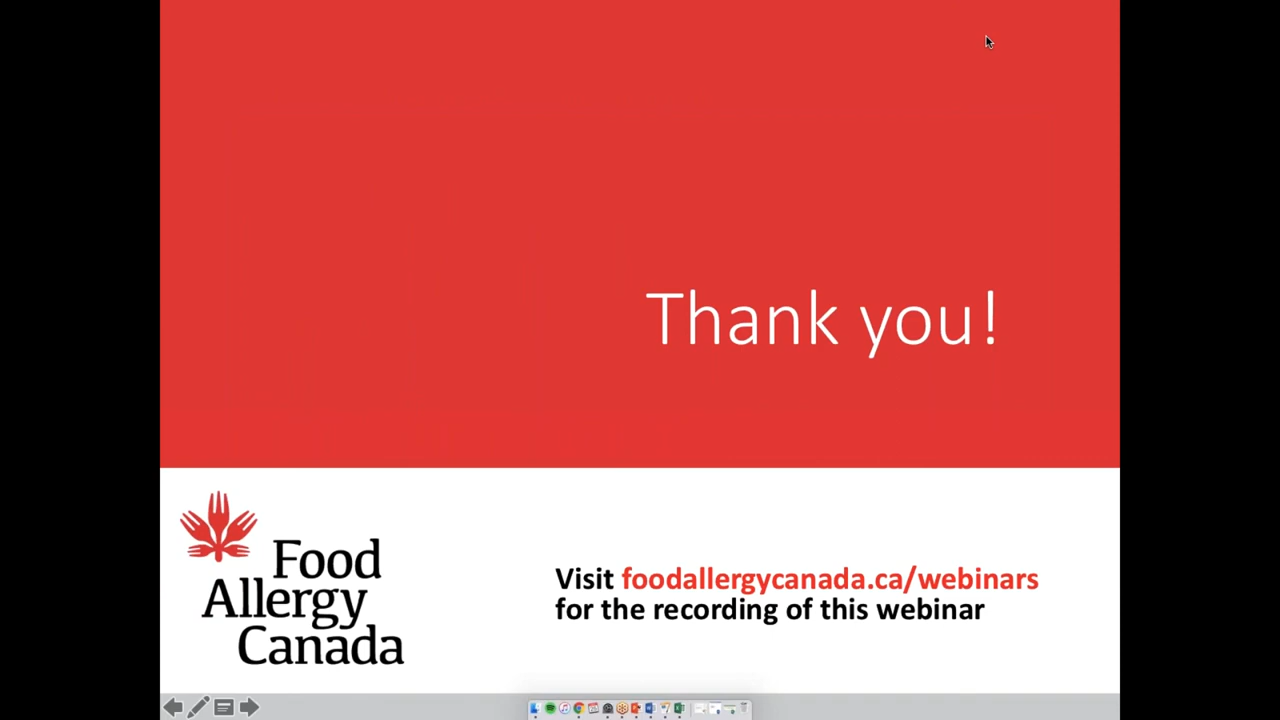 Thank you!
Food
Allergy
Canada
Visit foodallergycanada.ca/webinars
for the recording of this webinar